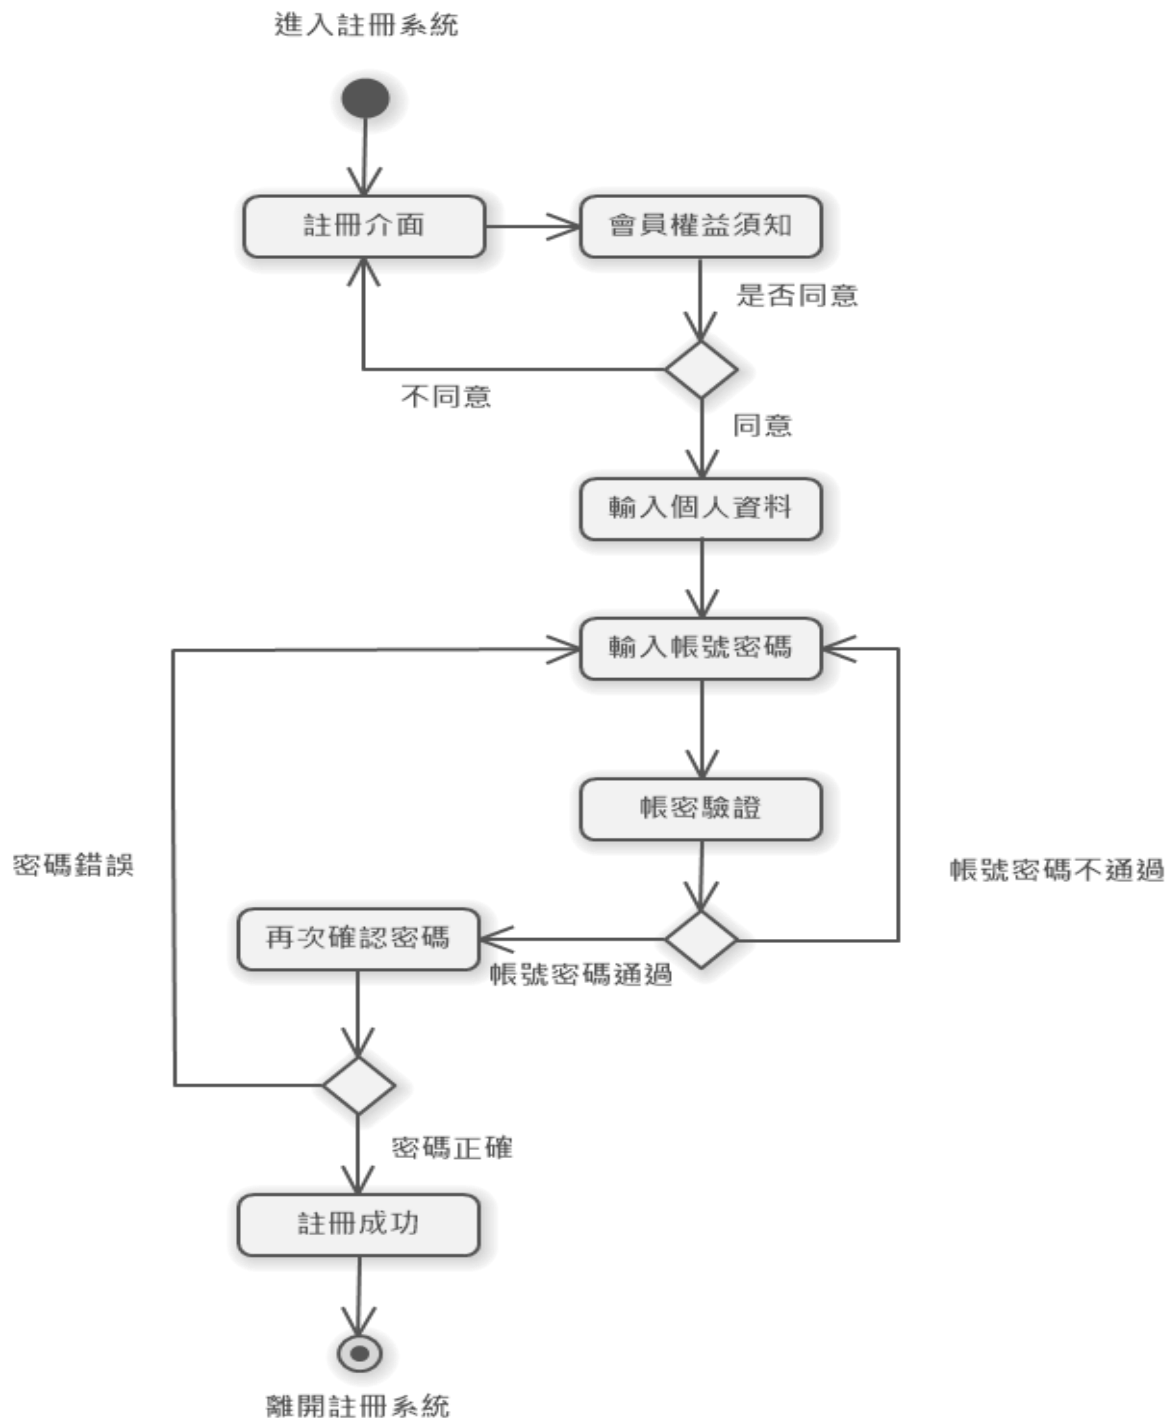 進入註冊系統
註冊介面
會員權益須知
是否同意
不同意
同意
輸入個人資料
輸入帳號密碼
帳密驗證
密碼錯誤
帳號密碼不通過
再次確認密碼
帳號密碼通過
密碼正確
註冊成功
離開註冊系統